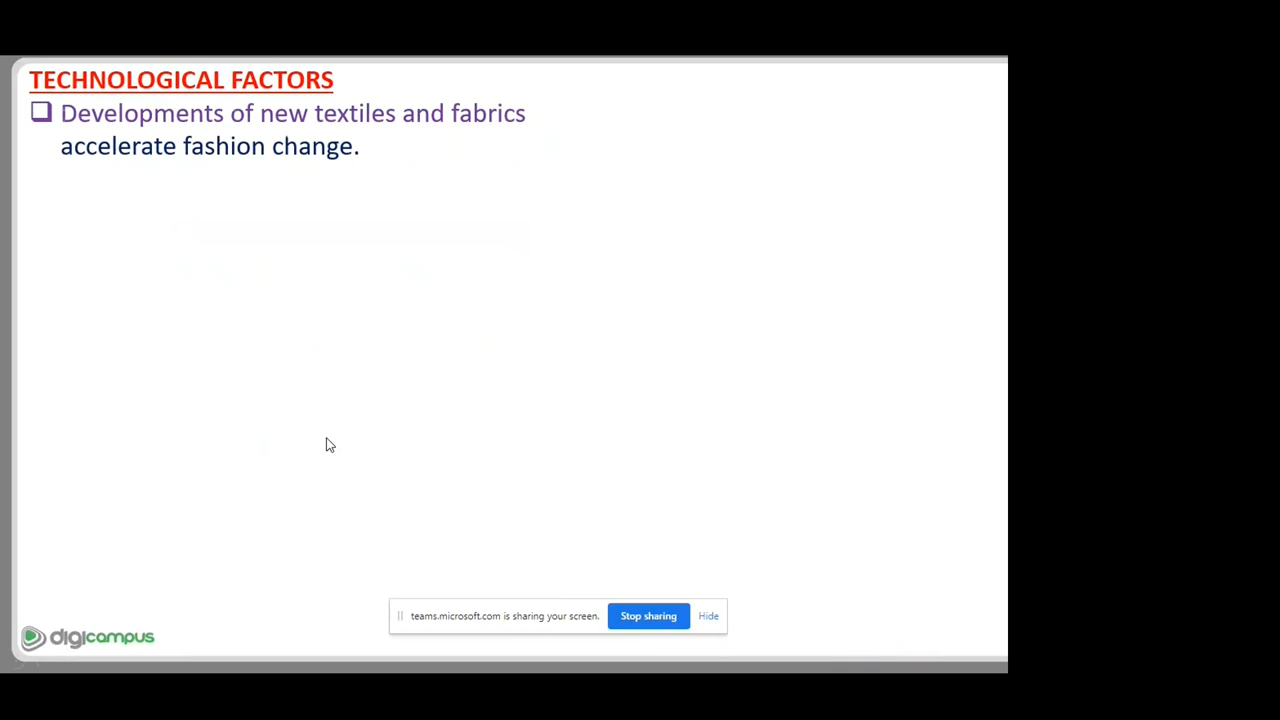 TECHNOLOGICAL FACTORS
❑ Developments of new textiles and fabrics
accelerate fashion change.
teams.microsoft.com is sharing your screen. Stop sharing Hide
digicampus